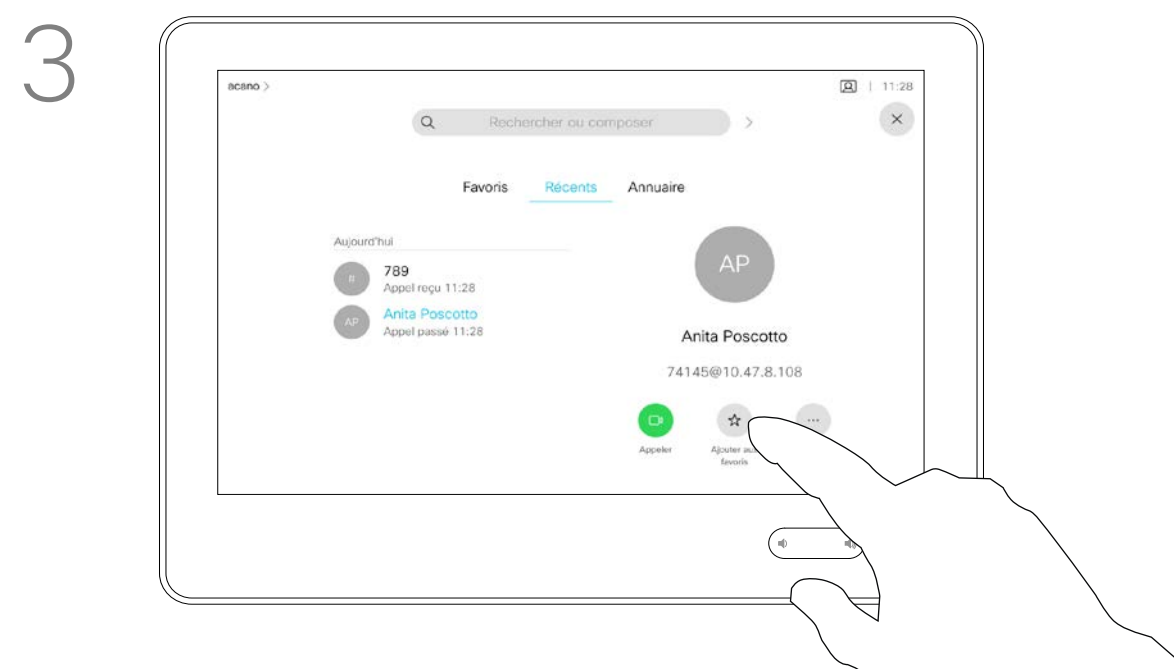 3
acano >
11:28
Rechercher ou composer
Favoris Récents Annuaire
Aujourd'hui
#
789
Appel reçu 11:28
AP
Anita Poscotto
Appel passé 11:28
AP
Anita Poscotto
74145@10.47.8.108
Appeler
Ajouter aux
favoris